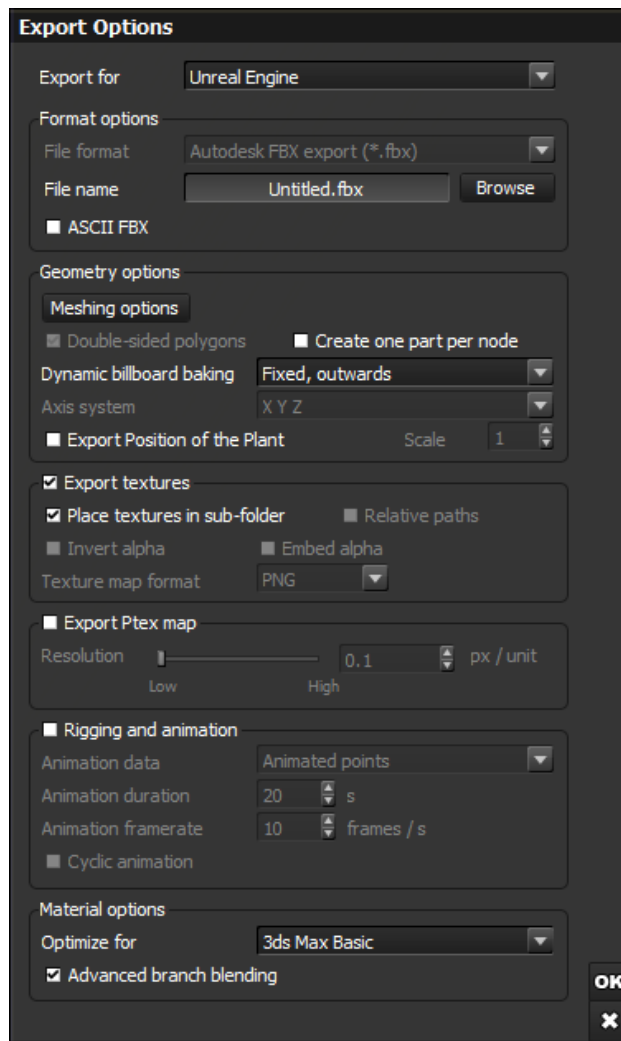 Export Options
Export for Unreal Engine
Format options
File format Autodesk FBX export (*.fbx)
File name Untitled.fbx Browse
ASCII FBX
Geometry options
Meshing options
Double-sided polygons Create one part per node
Dynamic billboard baking Fixed, outwards
Axis system X Y Z
Export Position of the Plant Scale 1
Export textures
Place textures in sub-folder Relative paths
Invert alpha Embed alpha
Texture map format PNG
Export Ptex map
Resolution 0.1 px / unit
Low High
Rigging and animation
Animation data Animated points
Animation duration 20 s
Animation framerate 10 frames / s
Cyclic animation
Material options
Optimize for 3ds Max Basic
Advanced branch blending
OK